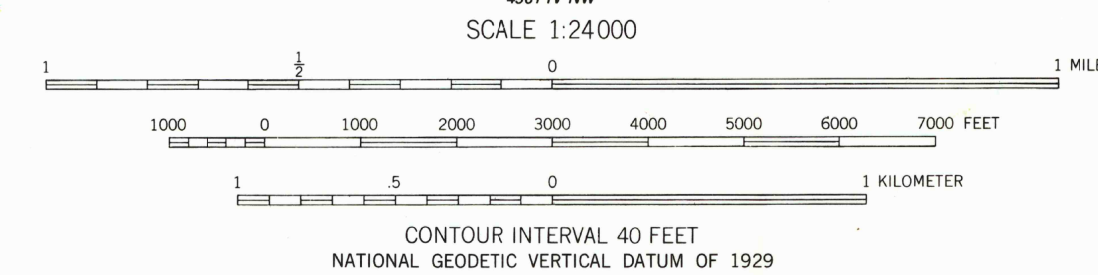 SCALE 1:24000
1 1/2 0 1 MILE
1000 0 1000 2000 3000 4000 5000 6000 7000 FEET
1 .5 0 1 KILOMETER
CONTOUR INTERVAL 40 FEET
NATIONAL GEODETIC VERTICAL DATUM OF 1929